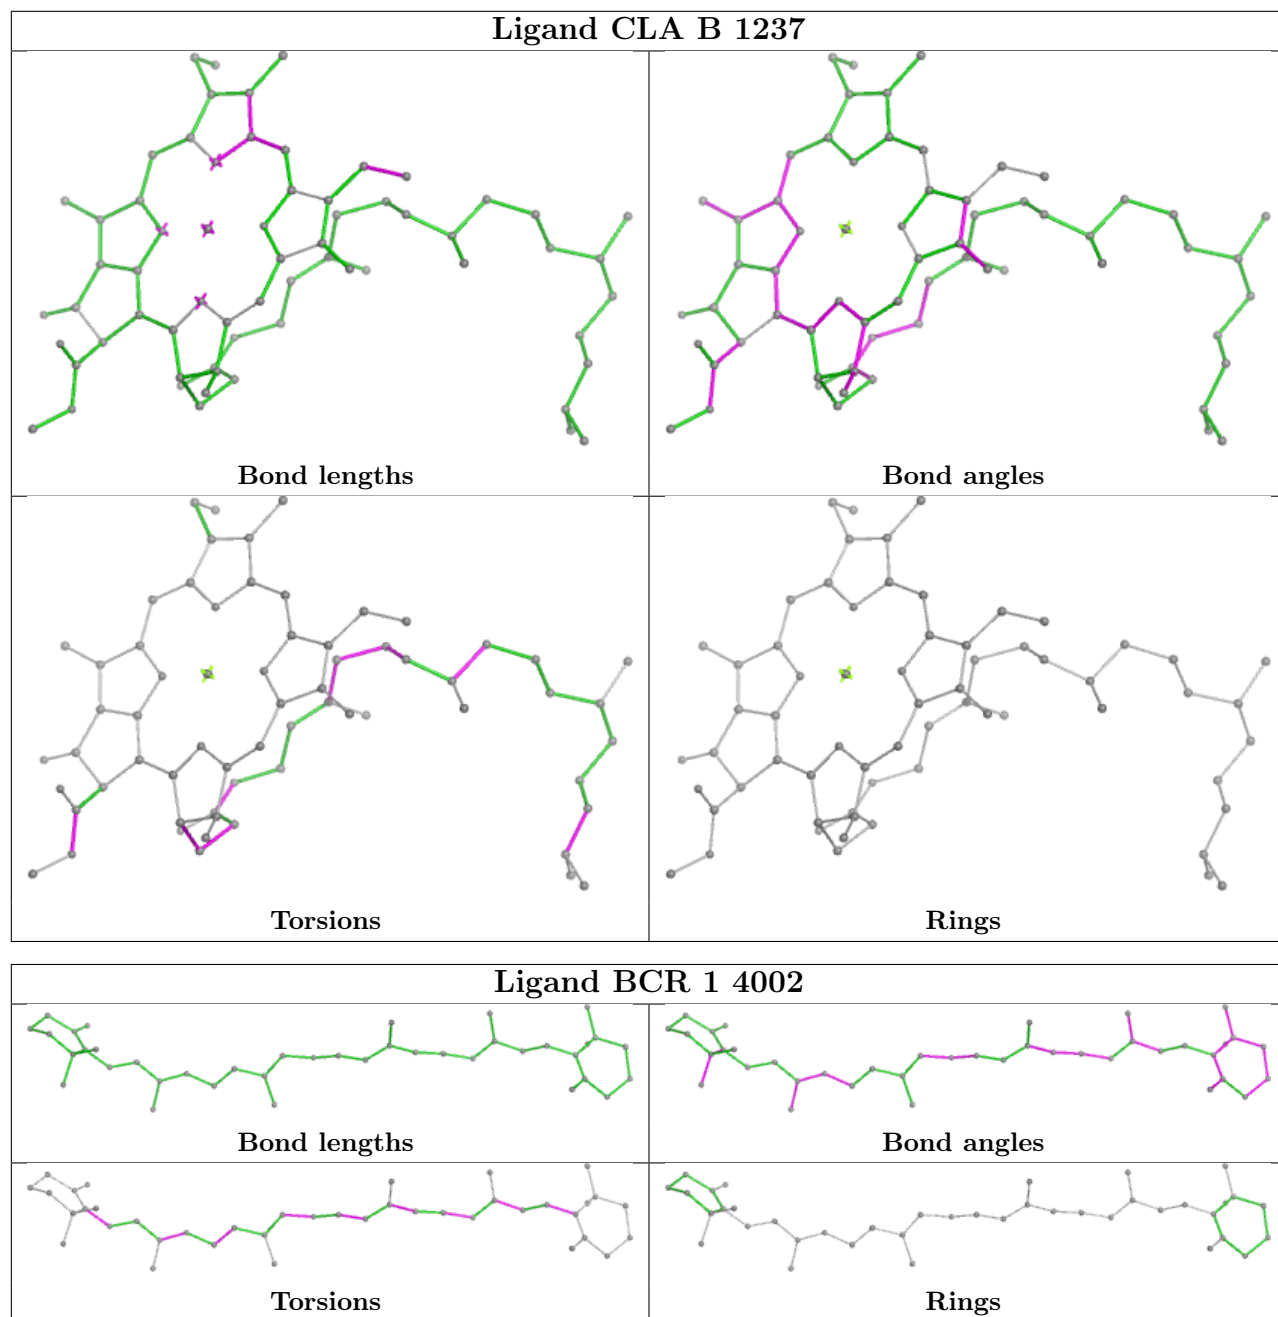 Ligand CLA B 1237
Bond lengths
Bond angles
Torsions
Rings
Ligand BCR 1 4002
Bond lengths
Bond angles
Torsions
Rings